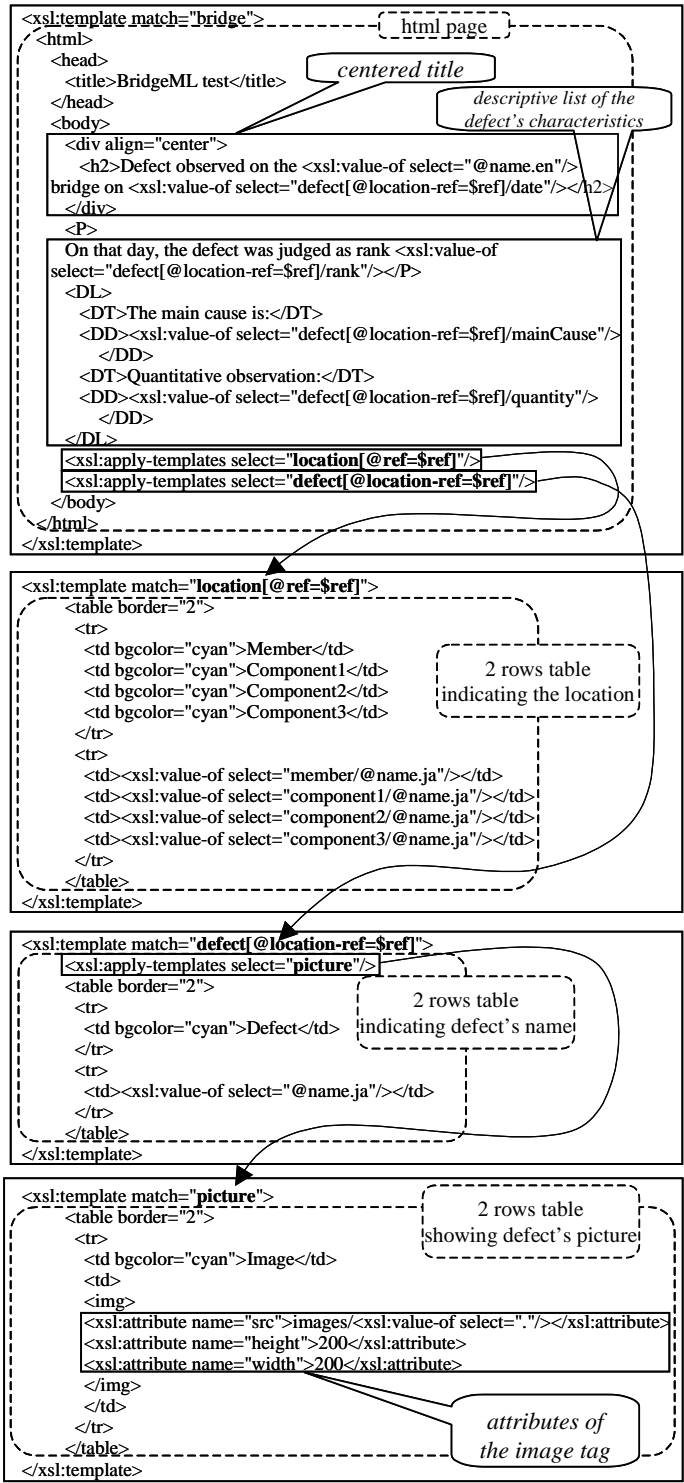 <xsl:template match="bridge">
html page
<html>
<head>
centered title
<title>BridgeML test</title>
</head>
descriptive list of the
defect's characteristics
<body>
<div align="center">
<h2>Defect observed on the <xsl:value-of select="@name.en"/>
bridge on <xsl:value-of select="defect[@location-ref=$ref]/date"/></h2>
</div>
<P>
On that day, the defect was judged as rank <xsl:value-of
select="defect[@location-ref=$ref]/rank"/></P>
<DL>
<DT>The main cause is:</DT>
<DD><xsl:value-of select="defect[@location-ref=$ref]/mainCause"/>
</DD>
<DT>Quantitative observation:</DT>
<DD><xsl:value-of select="defect[@location-ref=$ref]/quantity"/>
</DD>
</DL>
<xsl:apply-templates select="location[@ref=$ref]"/>
<xsl:apply-templates select="defect[@location-ref=$ref]"/>
</body>
</html>
</xsl:template>
<xsl:template match="location[@ref=$ref]">
<table border="2">
<tr>
<td bgcolor="cyan">Member</td>
<td bgcolor="cyan">Component1</td>
<td bgcolor="cyan">Component2</td>
<td bgcolor="cyan">Component3</td>
2 rows table
indicating the location
</tr>
<tr>
<td><xsl:value-of select="member/@name.ja"/></td>
<td><xsl:value-of select="component1/@name.ja"/></td>
<td><xsl:value-of select="component2/@name.ja"/></td>
<td><xsl:value-of select="component3/@name.ja"/></td>
</tr>
</table>
</xsl:template>
<xsl:template match="defect[@location-ref=$ref]">
<xsl:apply-templates select="picture"/>
<table border="2">
<tr>
<td bgcolor="cyan">Defect</td>
2 rows table
indicating defect's name
</tr>
<tr>
<td><xsl:value-of select="@name.ja"/></td>
</tr>
</table>
</xsl:template>
<xsl:template match="picture">
<table border="2">
<tr>
2 rows table
showing defect's picture
<td bgcolor="cyan">Image</td>
<td>
<img>
<xsl:attribute name="src">images/<xsl:value-of select="."/></xsl:attribute>
<xsl:attribute name="height">200</xsl:attribute>
<xsl:attribute name="width">200</xsl:attribute>
</img>
</td>
</tr>
attributes of
the image tag
</table>
</xsl:template>